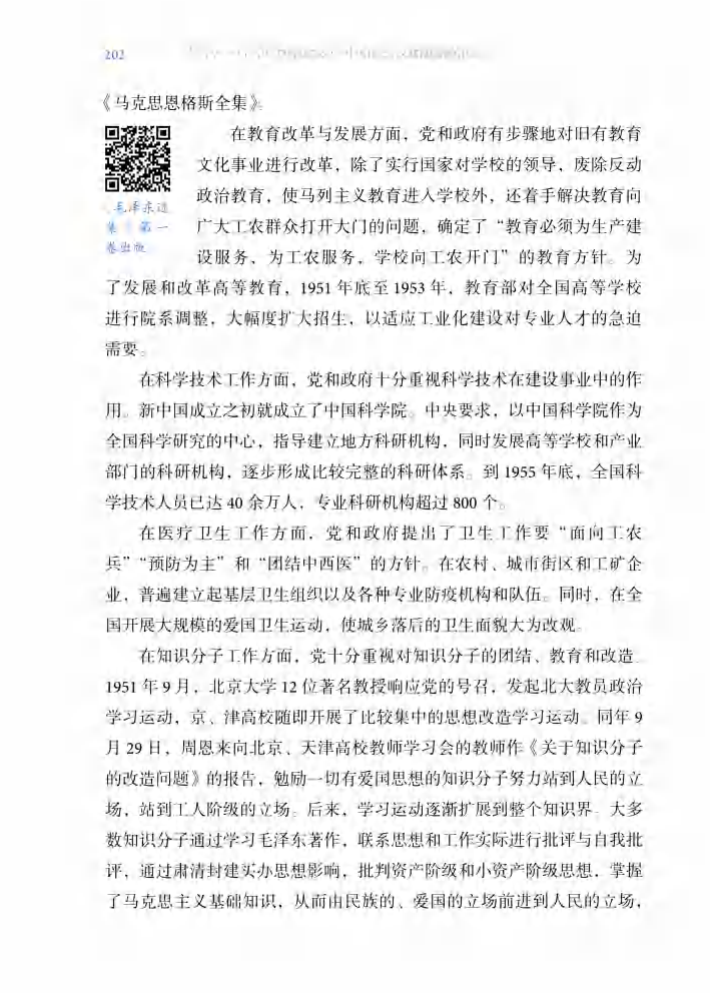 202
《马克思恩格斯全集》。
在教育改革与发展方面，党和政府有步骤地对旧有教育
文化事业进行改革，除了实行国家对学校的领导，废除反动
政治教育，使马列主义教育进入学校外，还着手解决教育向
广大工农群众打开大门的问题，确定了“教育必须为生产建
设服务，为工农服务，学校向工农开门”的教育方针。为
毛泽东选
集 第一
卷出版
了发展和改革高等教育，1951 年底至 1953 年，教育部对全国高等学校
进行院系调整，大幅度扩大招生，以适应工业化建设对专业人才的急迫
需要。
在科学技术工作方面，党和政府十分重视科学技术在建设事业中的作
用。新中国成立之初就成立了中国科学院。中央要求，以中国科学院作为
全国科学研究的中心，指导建立地方科研机构，同时发展高等学校和产业
部门的科研机构，逐步形成比较完整的科研体系。到 1955 年底，全国科
学技术人员已达 40 余万人，专业科研机构超过 800 个。
在医疗卫生工作方面，党和政府提出了卫生工作要“面向工农
兵”“预防为主”和“团结中西医”的方针。在农村、城市街区和工矿企
业，普遍建立起基层卫生组织以及各种专业防疫机构和队伍。同时，在全
国开展大规模的爱国卫生运动，使城乡落后的卫生面貌大为改观。
在知识分子工作方面，党十分重视对知识分子的团结、教育和改造。
1951 年 9 月，北京大学 12 位著名教授响应党的号召，发起北大教员政治
学习运动，京、津高校随即开展了比较集中的思想改造学习运动。同年 9
月 29 日，周恩来向北京、天津高校教师学习会的教师作《关于知识分子
的改造问题》的报告，勉励一切有爱国思想的知识分子努力站到人民的立
场，站到工人阶级的立场。后来，学习运动逐渐扩展到整个知识界。大多
数知识分子通过学习毛泽东著作，联系思想和工作实际进行批评与自我批
评，通过肃清封建买办思想影响，批判资产阶级和小资产阶级思想，掌握
了马克思主义基础知识，从而由民族的、爱国的立场前进到人民的立场，